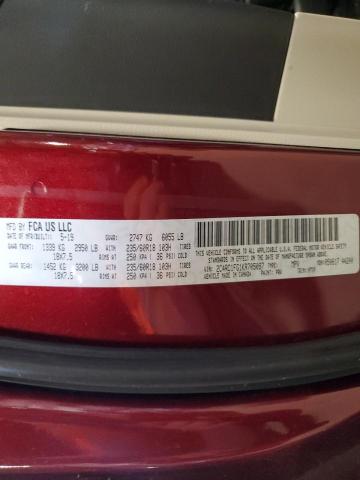 MFD BY FCA US LLC
DATE OF MFR(BUILT): 5-19 GVWR: 2747 KG 6055 LB
GAWR FRONT: 1339 KG 2950 LB WITH 235/60R18 103H TIRES
18X7.5 RIMS AT 250 KPA / 36 PSI COLD
GAWR REAR: 1452 KG 3200 LB WITH 235/60R18 103H TIRES
18X7.5 RIMS AT 250 KPA / 36 PSI COLD
THIS VEHICLE CONFORMS TO ALL APPLICABLE
U.S.A. FEDERAL MOTOR VEHICLE SAFETY
STANDARDS IN EFFECT ON THE DATE OF
MANUFACTURE SHOWN ABOVE.
VIN: TYPE: MPV
VEHICLE MADE IN CANADA PAINT: